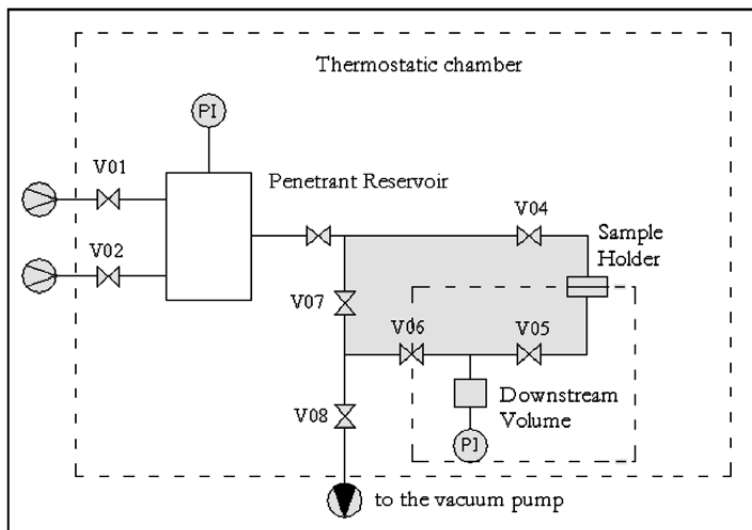 Thermostatic chamber
PI
V01
Penetrant Reservoir
V04
V02
Sample
Holder
V07
V06
V05
Downstream
Volume
V08
PI
to the vacuum pump